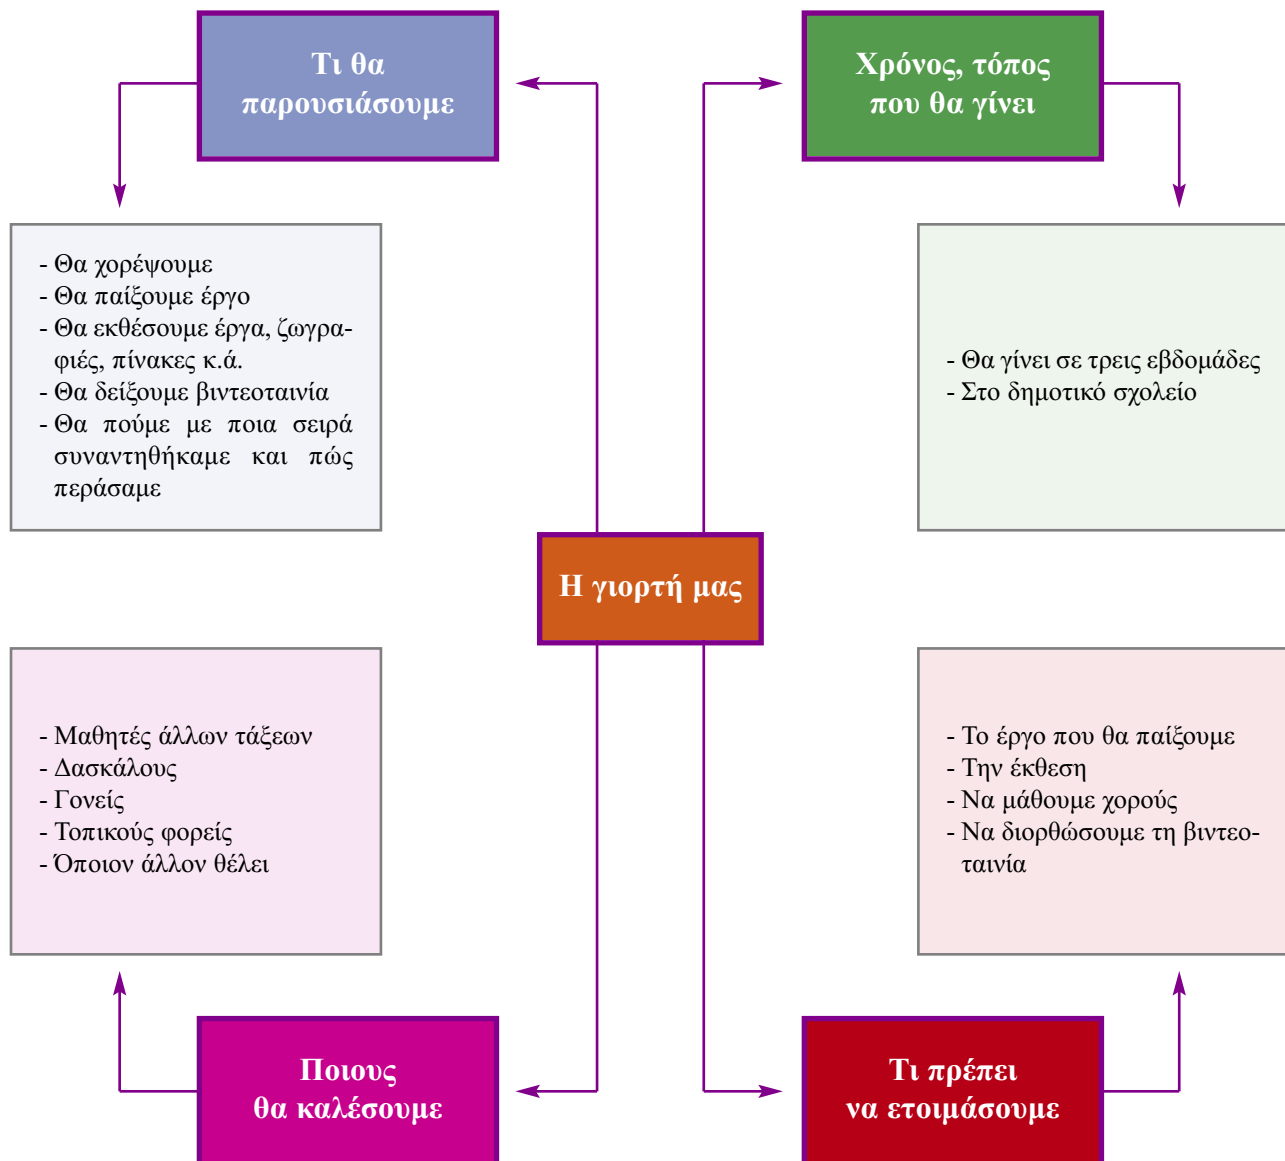 Τι θα
παρουσιάσουμε
Χρόνος, τόπος
που θα γίνει
- Θα χορέψουμε
- Θα παίξουμε έργο
- Θα εκθέσουμε έργα, ζωγρα-
φιές, πίνακες κ.ά.
- Θα δείξουμε βιντεοταινία
- Θα πούμε με ποια σειρά
συναντηθήκαμε και πώς
περάσαμε
- Θα γίνει σε τρεις εβδομάδες
- Στο δημοτικό σχολείο
Η γιορτή μας
- Μαθητές άλλων τάξεων
- Δασκάλους
- Γονείς
- Τοπικούς φορείς
- Όποιον άλλον θέλει
- Το έργο που θα παίξουμε
- Την έκθεση
- Να μάθουμε χορούς
- Να διορθώσουμε τη βιντεο-
ταινία
Ποιους
θα καλέσουμε
Τι πρέπει
να ετοιμάσουμε